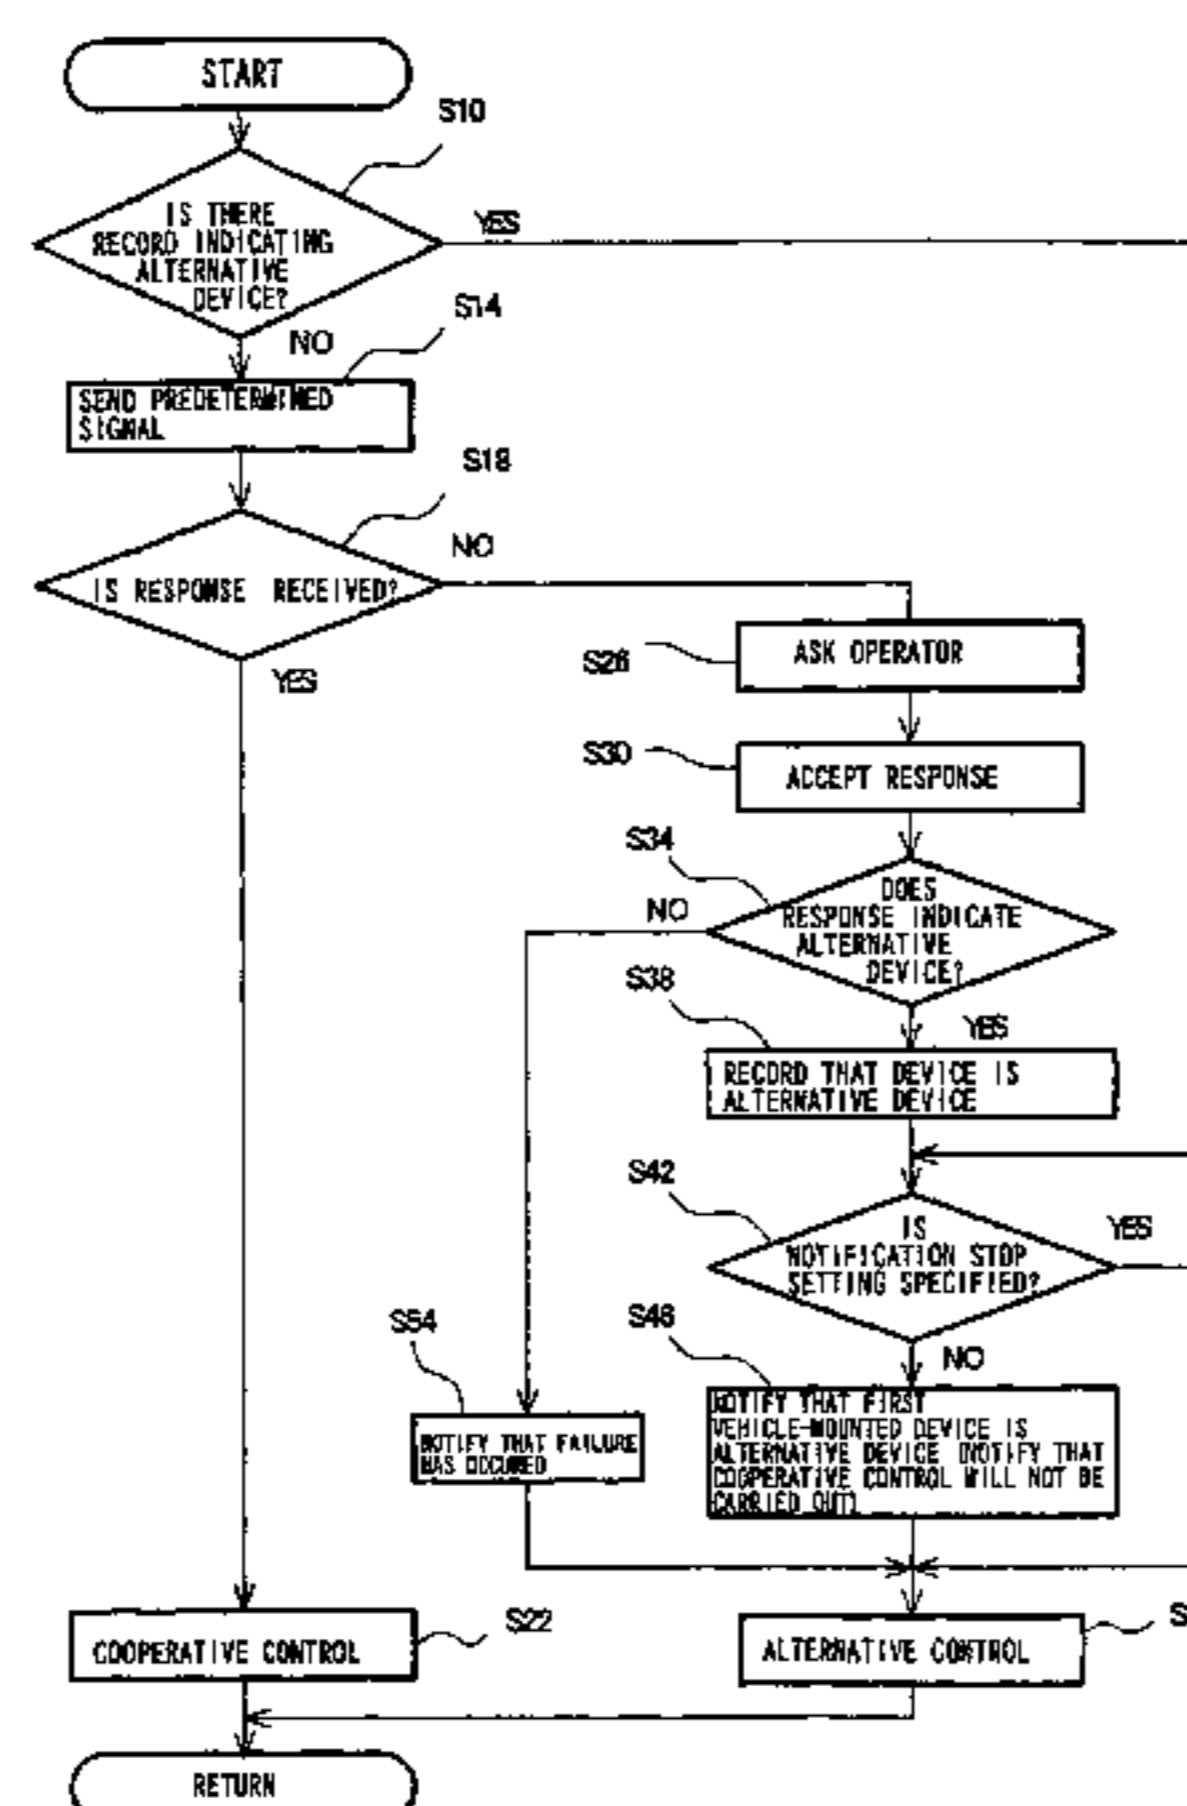 START
S10
IS THERE
RECORD INDICATING
ALTERNATIVE
DEVICE?
YES
NO
S14
SEND PREDETERMINED
SIGNAL
S18
IS RESPONSE RECEIVED?
NO
YES
S26
ASK OPERATOR
S30
ACCEPT RESPONSE
S34
DOES
RESPONSE INDICATE
ALTERNATIVE
DEVICE?
NO
YES
S38
RECORD THAT DEVICE IS
ALTERNATIVE DEVICE
S42
IS
NOTIFICATION STOP
SETTING SPECIFIED?
YES
NO
S46
NOTIFY THAT FIRST
VEHICLE-MOUNTED DEVICE IS
ALTERNATIVE DEVICE (NOTIFY THAT
COOPERATIVE CONTROL WILL NOT BE
CARRIED OUT)
S54
NOTIFY THAT FAILURE
HAS OCCURED
COOPERATIVE CONTROL
S22
ALTERNATIVE CONTROL
S
RETURN